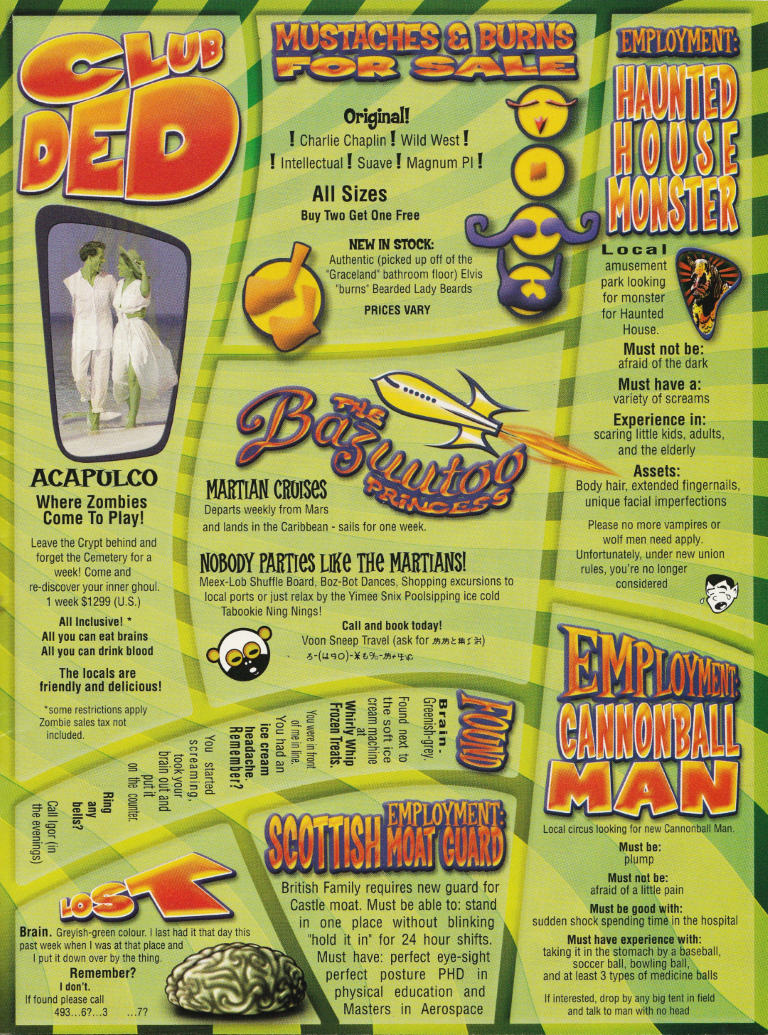 CLUB
DED
ACAPULCO
Where Zombies
Come To Play!
Leave the Crypt behind and
forget the Cemetery for a
week! Come and
re-discover your inner ghoul.
1 week $1299 (U.S.)
All Inclusive! *
All you can eat brains
All you can drink blood
The locals are
friendly and delicious!
*some restrictions apply
Zombie sales tax not
included.
MUSTACHES & BURNS
FOR SALE
Original!
! Charlie Chaplin ! Wild West !
! Intellectual ! Suave ! Magnum PI !
All Sizes
Buy Two Get One Free
NEW IN STOCK:
Authentic (picked up off of the
"Graceland" bathroom floor) Elvis
"burns" Bearded Lady Beards
PRICES VARY
EMPLOYMENT:
HAUNTED
HOUSE
MONSTER
Local
amusement
park looking
for monster
for Haunted
House.
Must not be:
afraid of the dark
Must have a:
variety of screams
Experience in:
scaring little kids, adults,
and the elderly
Assets:
Body hair, extended fingernails,
unique facial imperfections
Please no more vampires or
wolf men need apply.
Unfortunately, under new union
rules, you're no longer
considered
THE
Bazuutoo
PRINCESS
MARTIAN CRUISES
Departs weekly from Mars
and lands in the Caribbean - sails for one week.
NOBODY PARTIES LIKE THE MARTIANS!
Meex-Lob Shuffle Board, Boz-Bot Dances, Shopping excursions to
local ports or just relax by the Yimee Snix Poolsipping ice cold
Tabookie Ning Nings!
Call and book today!
Voon Sneep Travel (ask for
FOUND
Brain.
Greenish-grey.
Found next to
the soft ice
cream machine
at
Whirly Whip
Frozen Treats.
You were in front
of me in line.
You had an
ice cream
headache.
Remember?
You started
screaming,
took your
brain out and
put it
on the counter.
Ring
any
bells?
Call Igor (in
the evenings)
LOST
Brain. Greyish-green colour. I last had it that day this
past week when I was at that place and
I put it down over by the thing.
Remember?
I don't.
If found please call
493...6?...3 ...7?
EMPLOYMENT:
SCOTTISH MOAT GUARD
British Family requires new guard for
Castle moat. Must be able to: stand
in one place without blinking
"hold it in" for 24 hour shifts.
Must have: perfect eye-sight
perfect posture PHD in
physical education and
Masters in Aerospace
EMPLOYMENT:
CANNONBALL
MAN
Local circus looking for new Cannonball Man.
Must be:
plump
Must not be:
afraid of a little pain
Must be good with:
sudden shock spending time in the hospital
Must have experience with:
taking it in the stomach by a baseball,
soccer ball, bowling ball,
and at least 3 types of medicine balls
If interested, drop by any big tent in field
and talk to man with no head